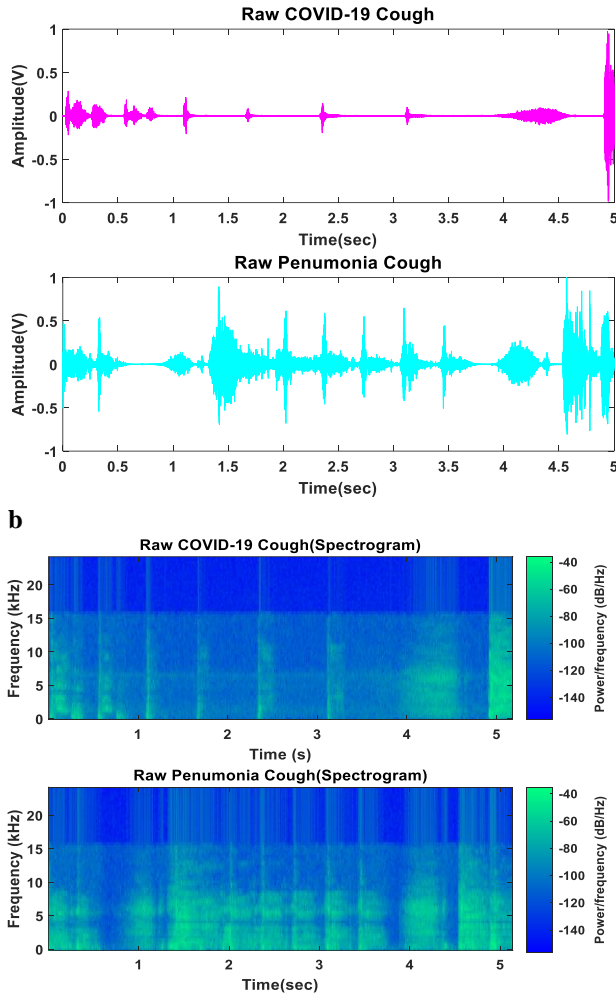 Raw COVID-19 Cough
1
0.5
0
-0.5
-1
Amplitude(V)
0 0.5 1 1.5 2 2.5 3 3.5 4 4.5 5
Time(sec)
Raw Penumonia Cough
1
0.5
0
-0.5
-1
Amplitude(V)
0 0.5 1 1.5 2 2.5 3 3.5 4 4.5 5
Time(sec)
b
Raw COVID-19 Cough(Spectrogram)
20
15
10
5
0
Frequency (kHz)
1 2 3 4 5
Time (s)
-40
-60
-80
-100
-120
-140
Power/frequency (dB/Hz)
Raw Penumonia Cough(Spectrogram)
20
15
10
5
0
Frequency (kHz)
1 2 3 4 5
Time(sec)
-40
-60
-80
-100
-120
-140
Power/frequency (dB/Hz)